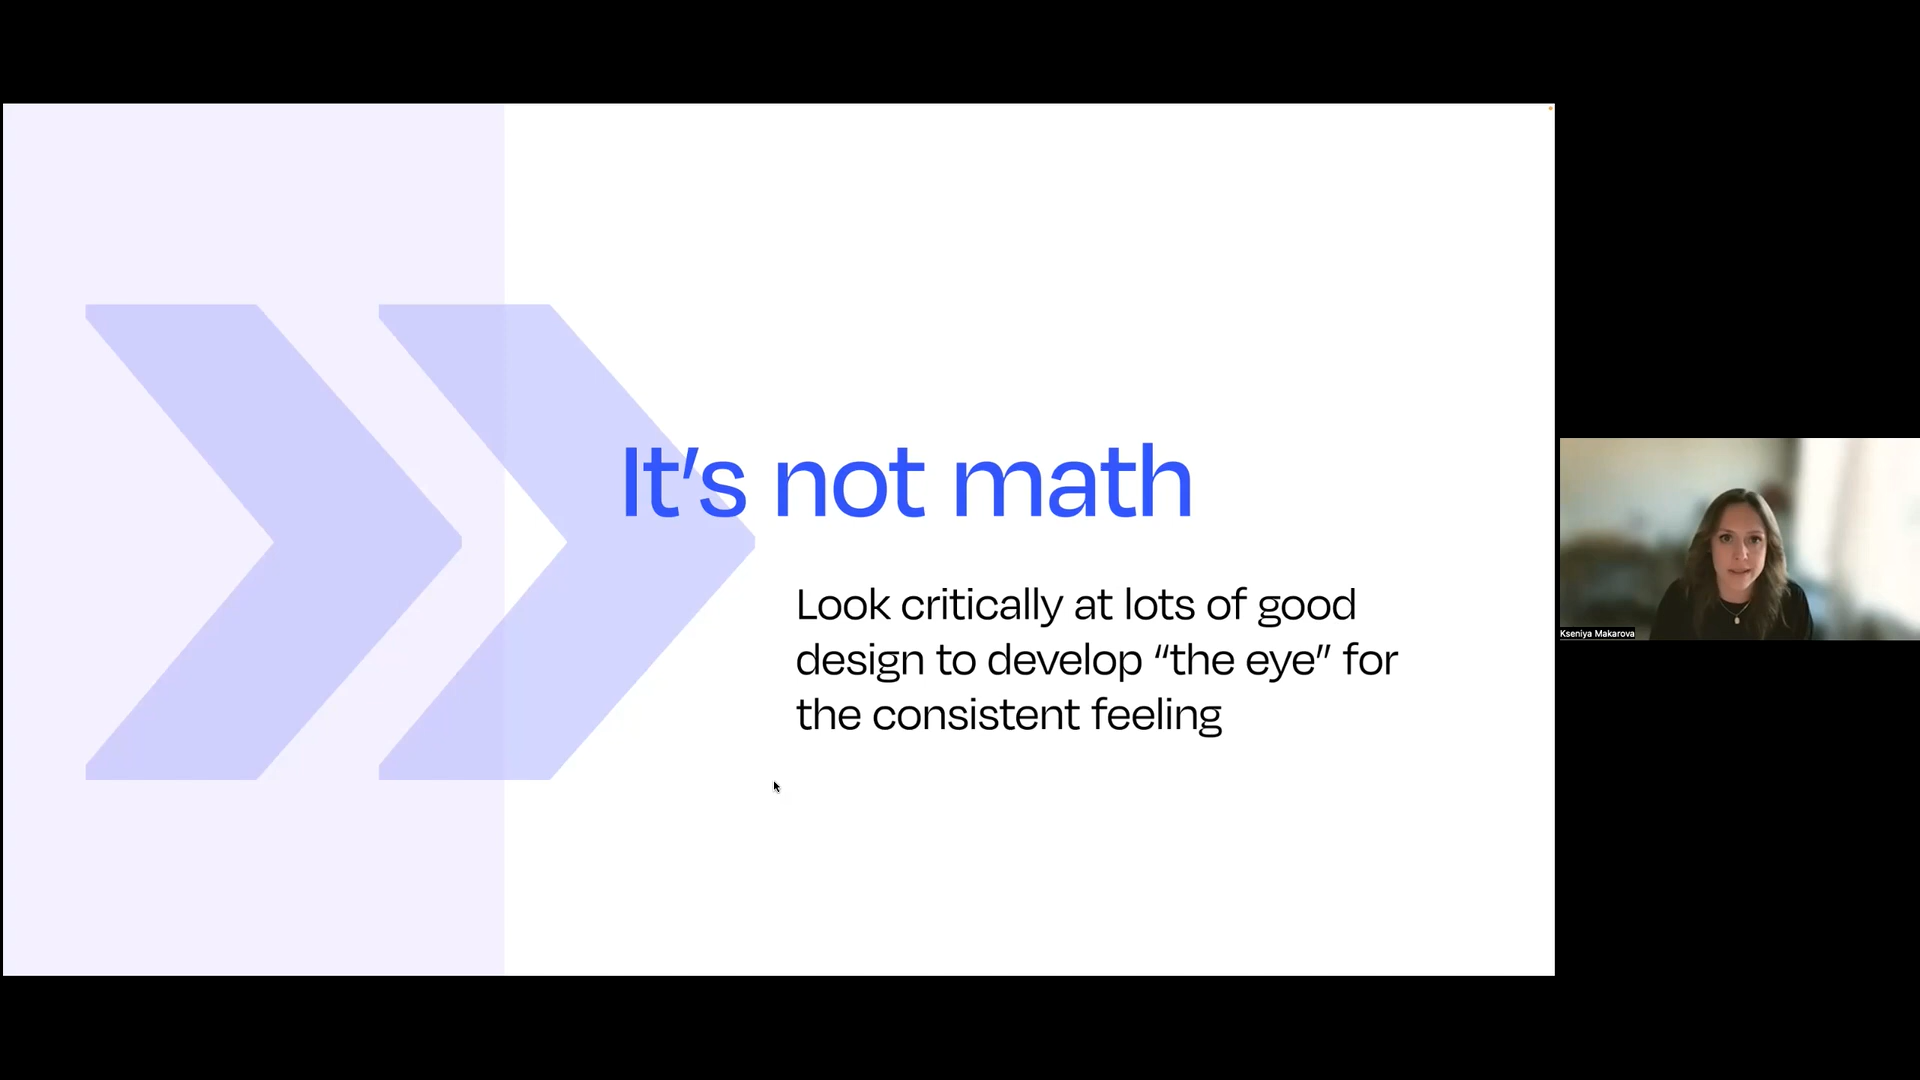 It’s not math
Look critically at lots of good
design to develop “the eye” for
the consistent feeling
Kseniya Makarova